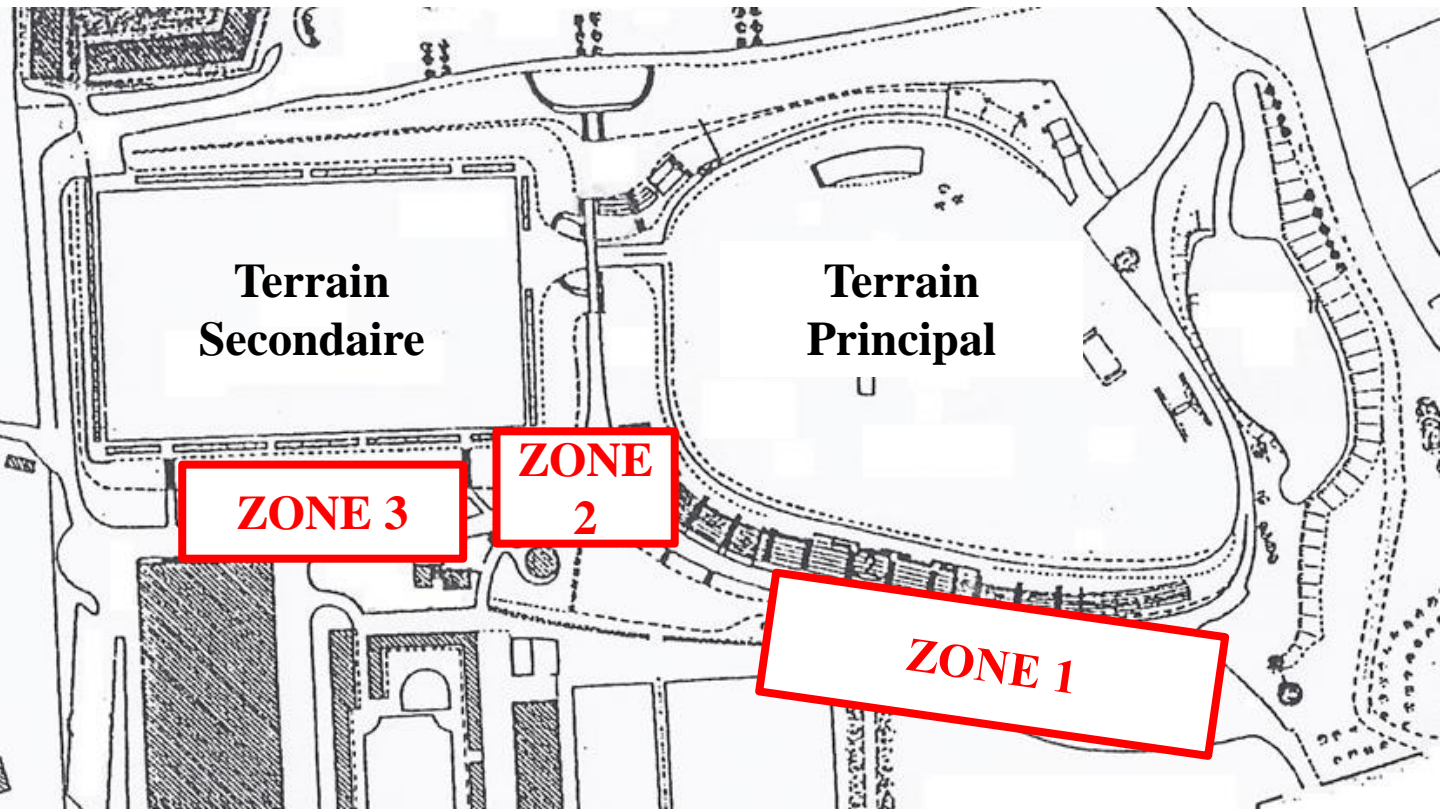 Terrain
Secondaire
Terrain
Principal
ZONE
2
ZONE 3
ZONE 1